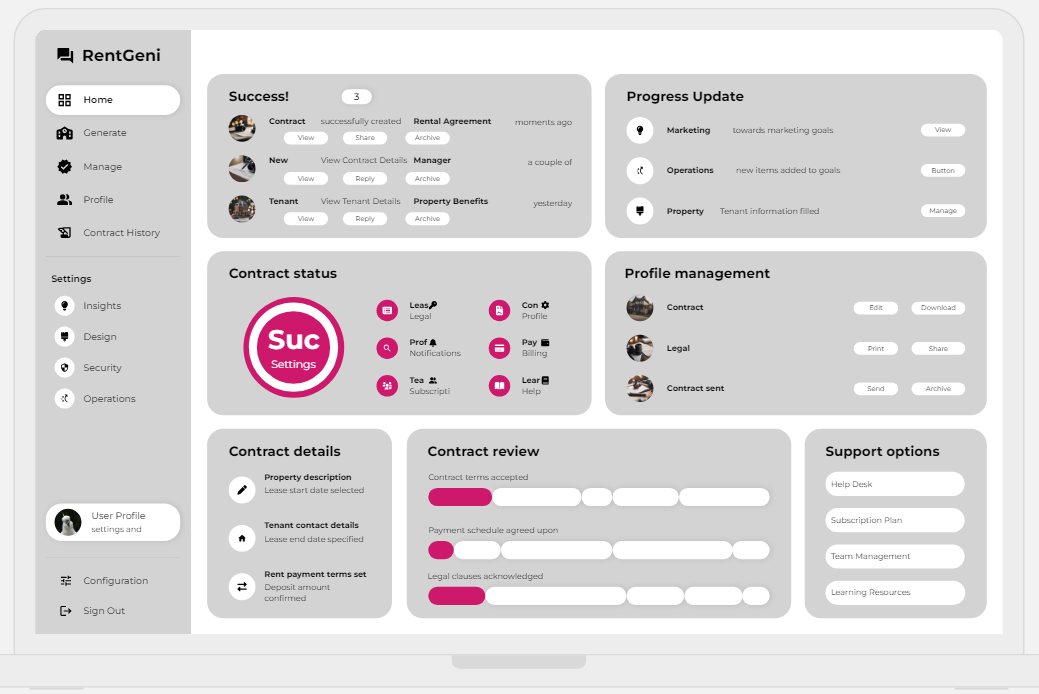 RentGeni
Home
Generate
Manage
Profile
Contract History
Settings
Insights
Design
Security
Operations
User Profile
settings and
Configuration
Sign Out
Success! 3
Contract successfully created Rental Agreement moments ago
View Share Archive
New View Contract Details Manager a couple of
View Reply Archive
Tenant View Tenant Details Property Benefits yesterday
View Reply Archive
Progress Update
Marketing towards marketing goals View
Operations new items added to goals Button
Property Tenant information filled Manage
Contract status
Suc
Settings
Leas
Legal
Con
Profile
Prof
Notifications
Pay
Billing
Tea
Subscripti
Lear
Help
Profile management
Contract Edit Download
Legal Print Share
Contract sent Send Archive
Contract details
Property description
Lease start date selected
Tenant contact details
Lease end date specified
Rent payment terms set
Deposit amount
confirmed
Contract review
Contract terms accepted
Payment schedule agreed upon
Legal clauses acknowledged
Support options
Help Desk
Subscription Plan
Team Management
Learning Resources